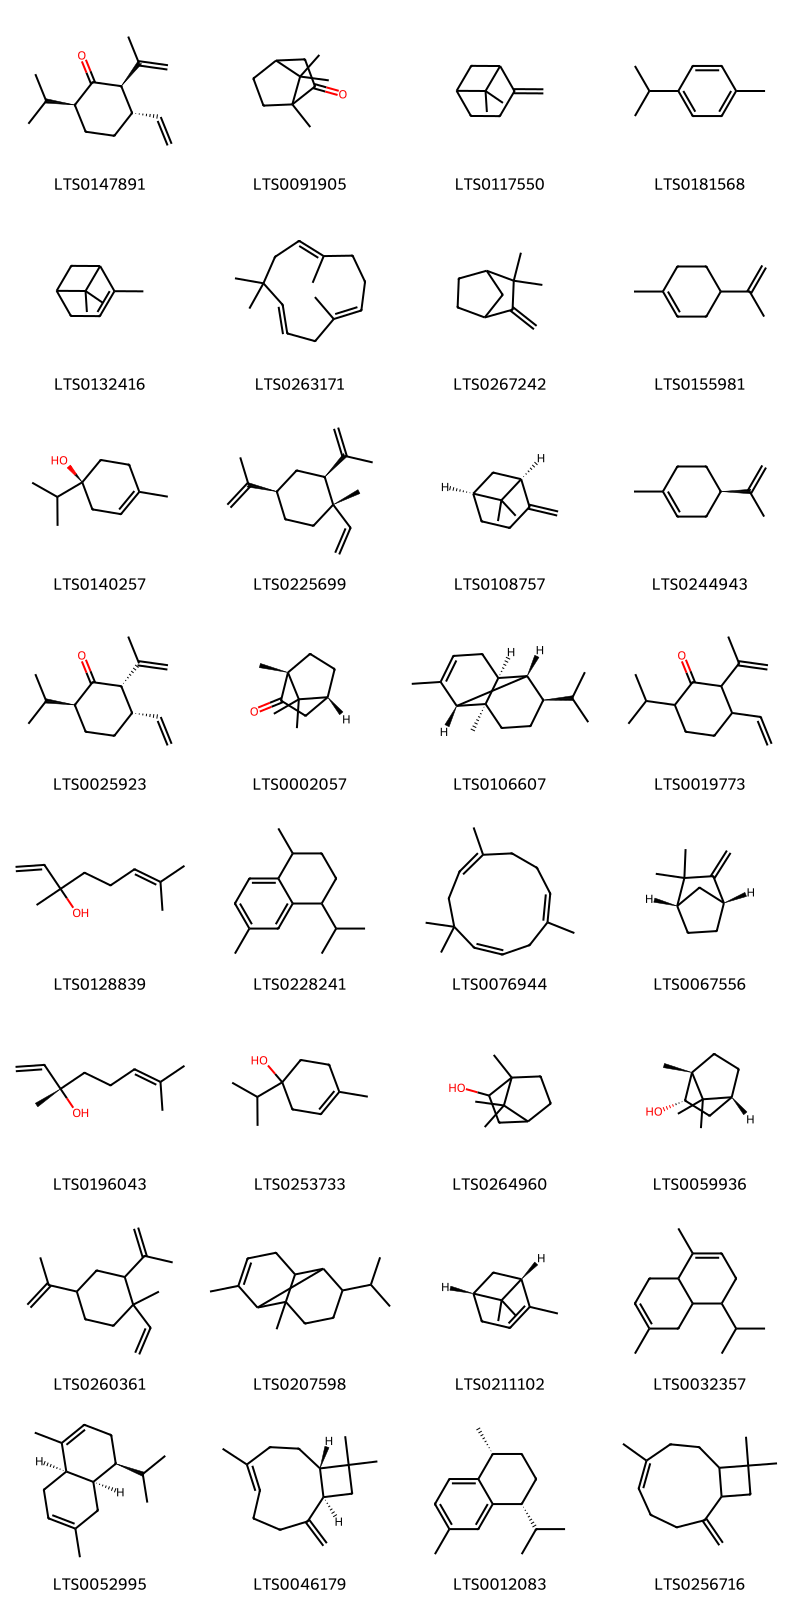 O
O
LTS0147891 LTS0091905 LTS0117550 LTS0181568
LTS0132416 LTS0263171 LTS0267242 LTS0155981
HO H H
LTS0140257 LTS0225699 LTS0108757 LTS0244943
O O H H O
H H
LTS0025923 LTS0002057 LTS0106607 LTS0019773
OH H H
LTS0128839 LTS0228241 LTS0076944 LTS0067556
OH HO HO HO H
LTS0196043 LTS0253733 LTS0264960 LTS0059936
H H
LTS0260361 LTS0207598 LTS0211102 LTS0032357
H H H H
LTS0052995 LTS0046179 LTS0012083 LTS0256716